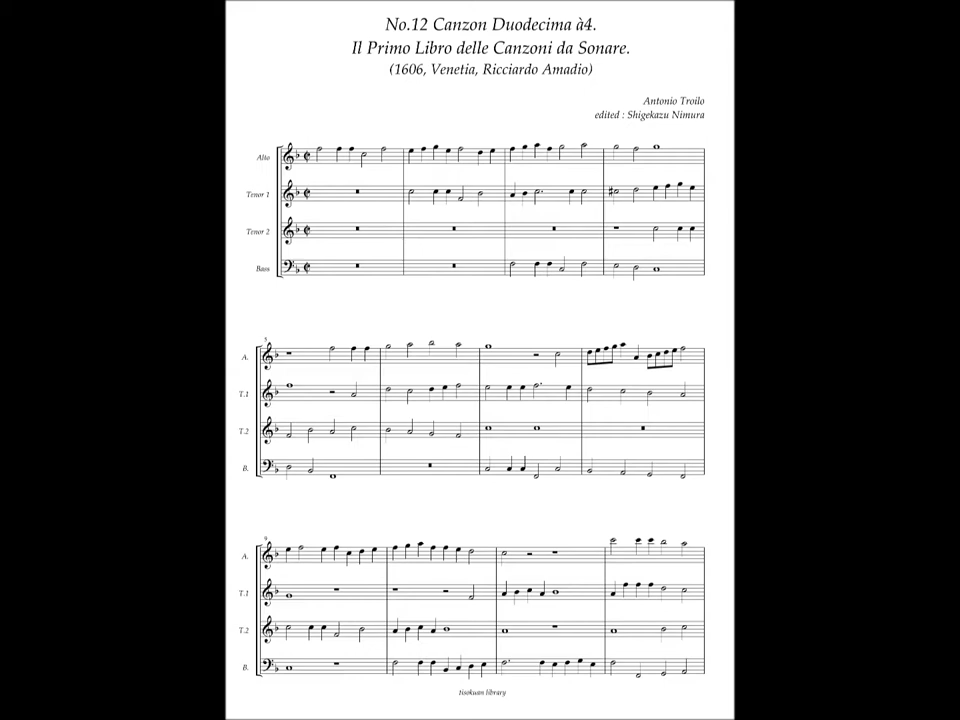 No.12 Canzon Duodecima à4.
Il Primo Libro delle Canzoni da Sonare.
(1606, Venetia, Ricciardo Amadio)
Antonio Troilo
edited : Shigekazu Nimura
Alto
Tenor 1
Tenor 2
Bass
5
A.
T.1
T.2
B.
9
A.
T.1
T.2
B.
tisokuan library